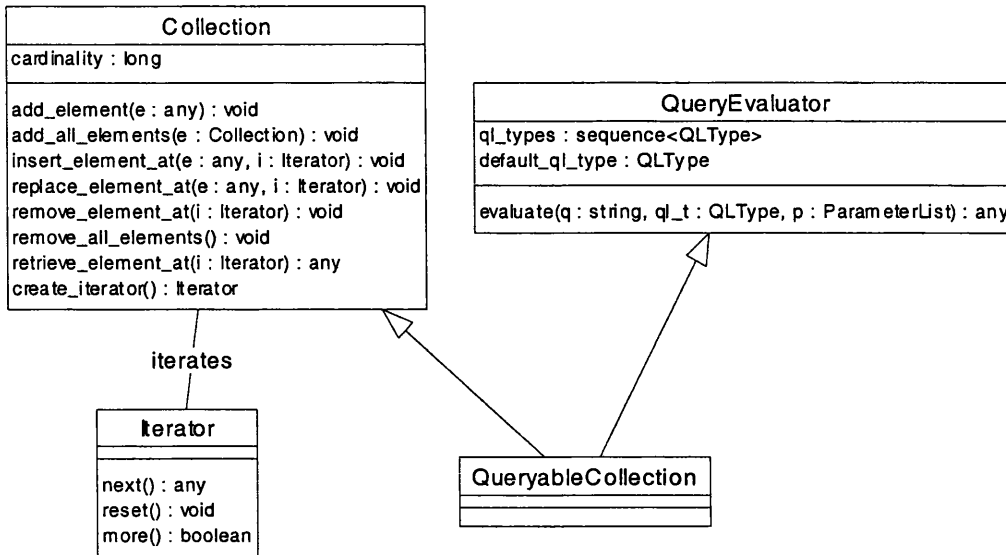 Collection
cardinality : long
add_element(e : any) : void
add_all_elements(e : Collection) : void
insert_element_at(e : any, i : Iterator) : void
replace_element_at(e : any, i : Iterator) : void
remove_element_at(i : Iterator) : void
remove_all_elements() : void
retrieve_element_at(i : Iterator) : any
create_iterator() : Iterator
QueryEvaluator
ql_types : sequence<QLType>
default_ql_type : QLType
evaluate(q : string, ql_t : QLType, p : ParameterList) : any
iterates
Iterator
next() : any
reset() : void
more() : boolean
QueryableCollection